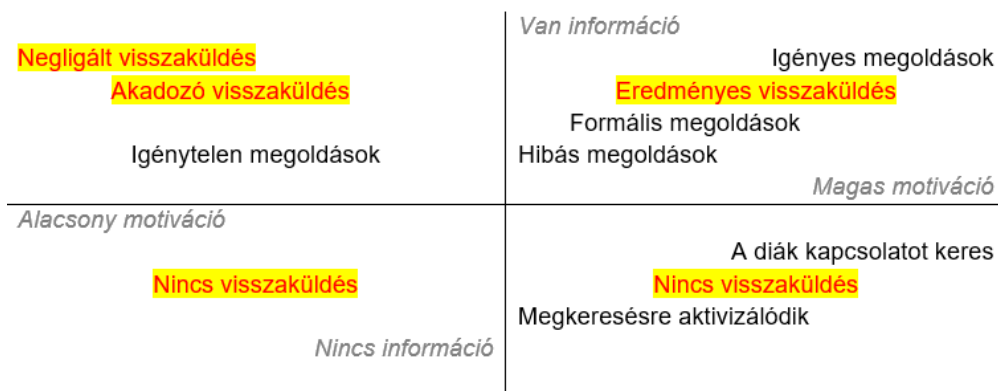 Van információ
Negligált visszaküldés
Igényes megoldások
Akadozó visszaküldés
Eredményes visszaküldés
Formális megoldások
Igénytelen megoldások
Hibás megoldások
Magas motiváció
Alacsony motiváció
A diák kapcsolatot keres
Nincs visszaküldés
Nincs visszaküldés
Megkeresésre aktivizálódik
Nincs információ